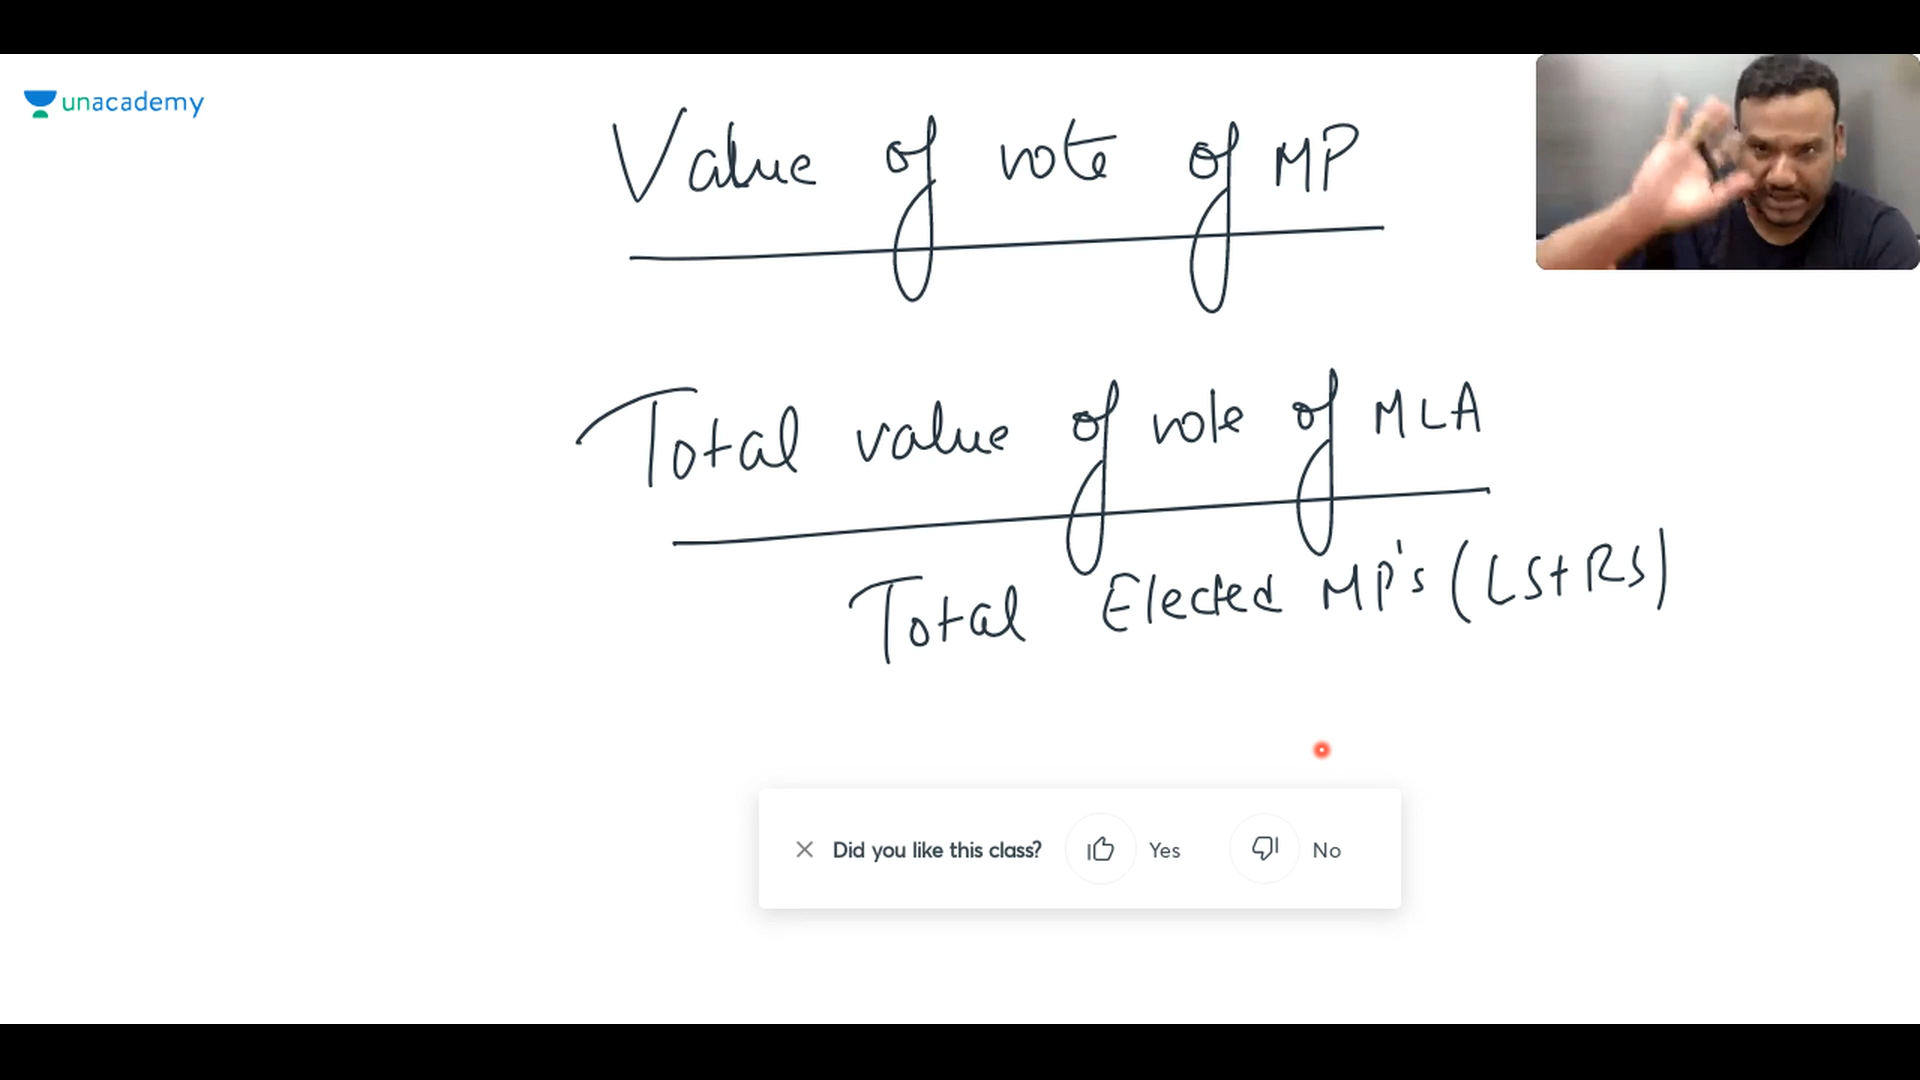 unacademy
Value of vote of MP
Total value of vote of MLA
Total Elected MP's (LS+RS)
Did you like this class? Yes No